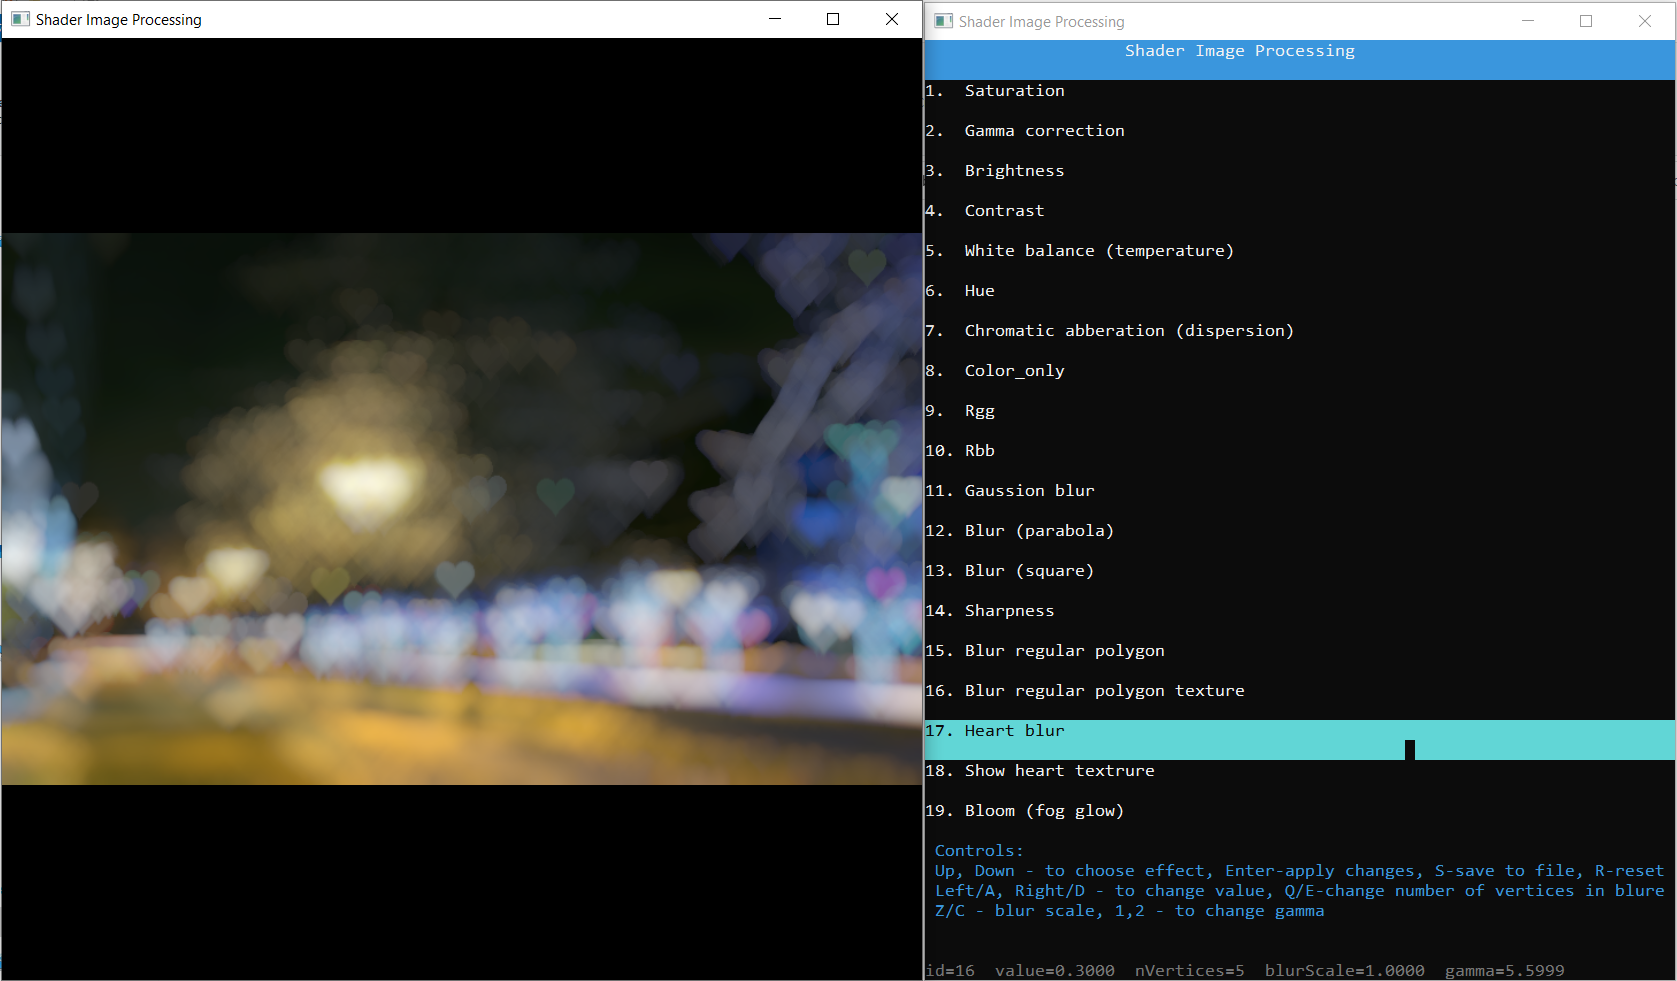 Shader Image Processing
Shader Image Processing
Shader Image Processing
1. Saturation
2. Gamma correction
3. Brightness
4. Contrast
5. White balance (temperature)
6. Hue
7. Chromatic abberation (dispersion)
8. Color_only
9. Rgg
10. Rbb
11. Gaussion blur
12. Blur (parabola)
13. Blur (square)
14. Sharpness
15. Blur regular polygon
16. Blur regular polygon texture
17. Heart blur
18. Show heart textrure
19. Bloom (fog glow)
Controls:
Up, Down - to choose effect, Enter-apply changes, S-save to file, R-reset
Left/A, Right/D - to change value, Q/E-change number of vertices in blure
Z/C - blur scale, 1,2 - to change gamma
id=16 value=0.3000 nVertices=5 blurScale=1.0000 gamma=5.5999